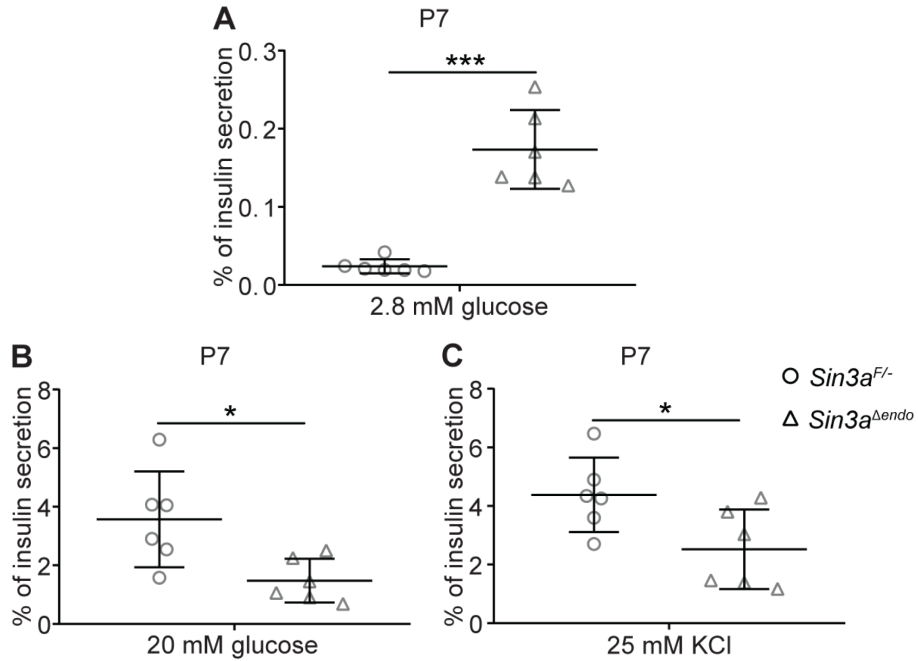 A
P7
% of insulin secretion
0.3
0.2
0.1
0.0
***
2.8 mM glucose
B
P7
% of insulin secretion
8
6
4
2
0
*
20 mM glucose
C
P7
% of insulin secretion
8
6
4
2
0
*
25 mM KCl
Sin3aF/-
Sin3aΔendo